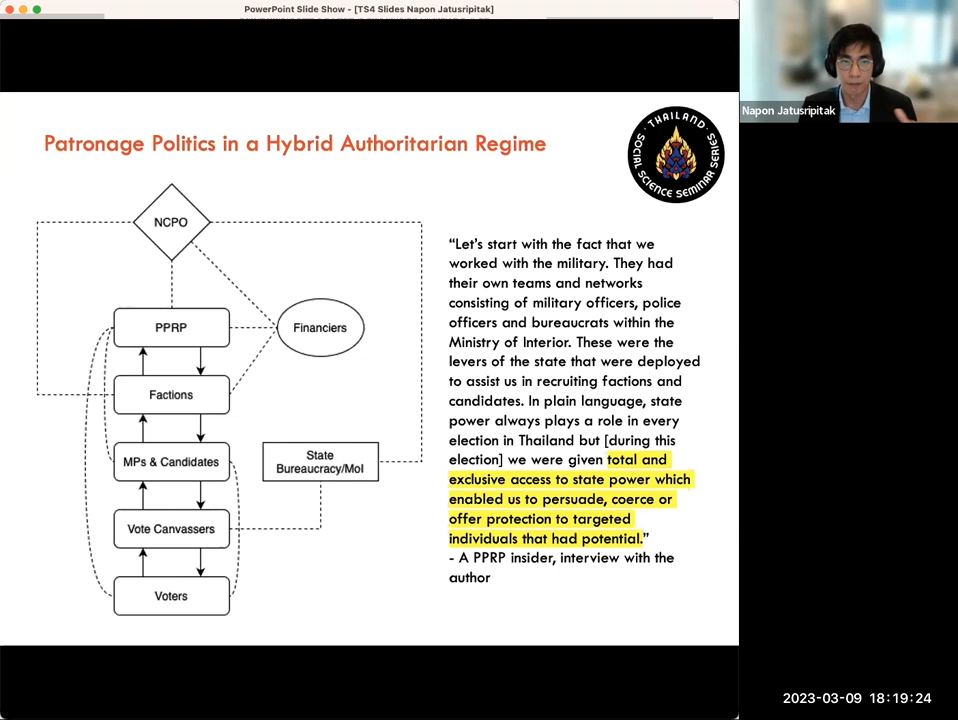 PowerPoint Slide Show - [TS4 Slides Napon Jatusripitak]
Napon Jatusripitak
Patronage Politics in a Hybrid Authoritarian Regime
· THAILAND ·
SOCIAL SCIENCE SEMINAR SERIES
NCPO
PPRP
Financiers
Factions
MPs & Candidates
State
Bureaucracy/MoI
Vote Canvassers
Voters
“Let’s start with the fact that we
worked with the military. They had
their own teams and networks
consisting of military officers, police
officers and bureaucrats within the
Ministry of Interior. These were the
levers of the state that were deployed
to assist us in recruiting factions and
candidates. In plain language, state
power always plays a role in every
election in Thailand but [during this
election] we were given total and
exclusive access to state power which
enabled us to persuade, coerce or
offer protection to targeted
individuals that had potential.”
- A PPRP insider, interview with the
author
2023-03-09 18:19:24